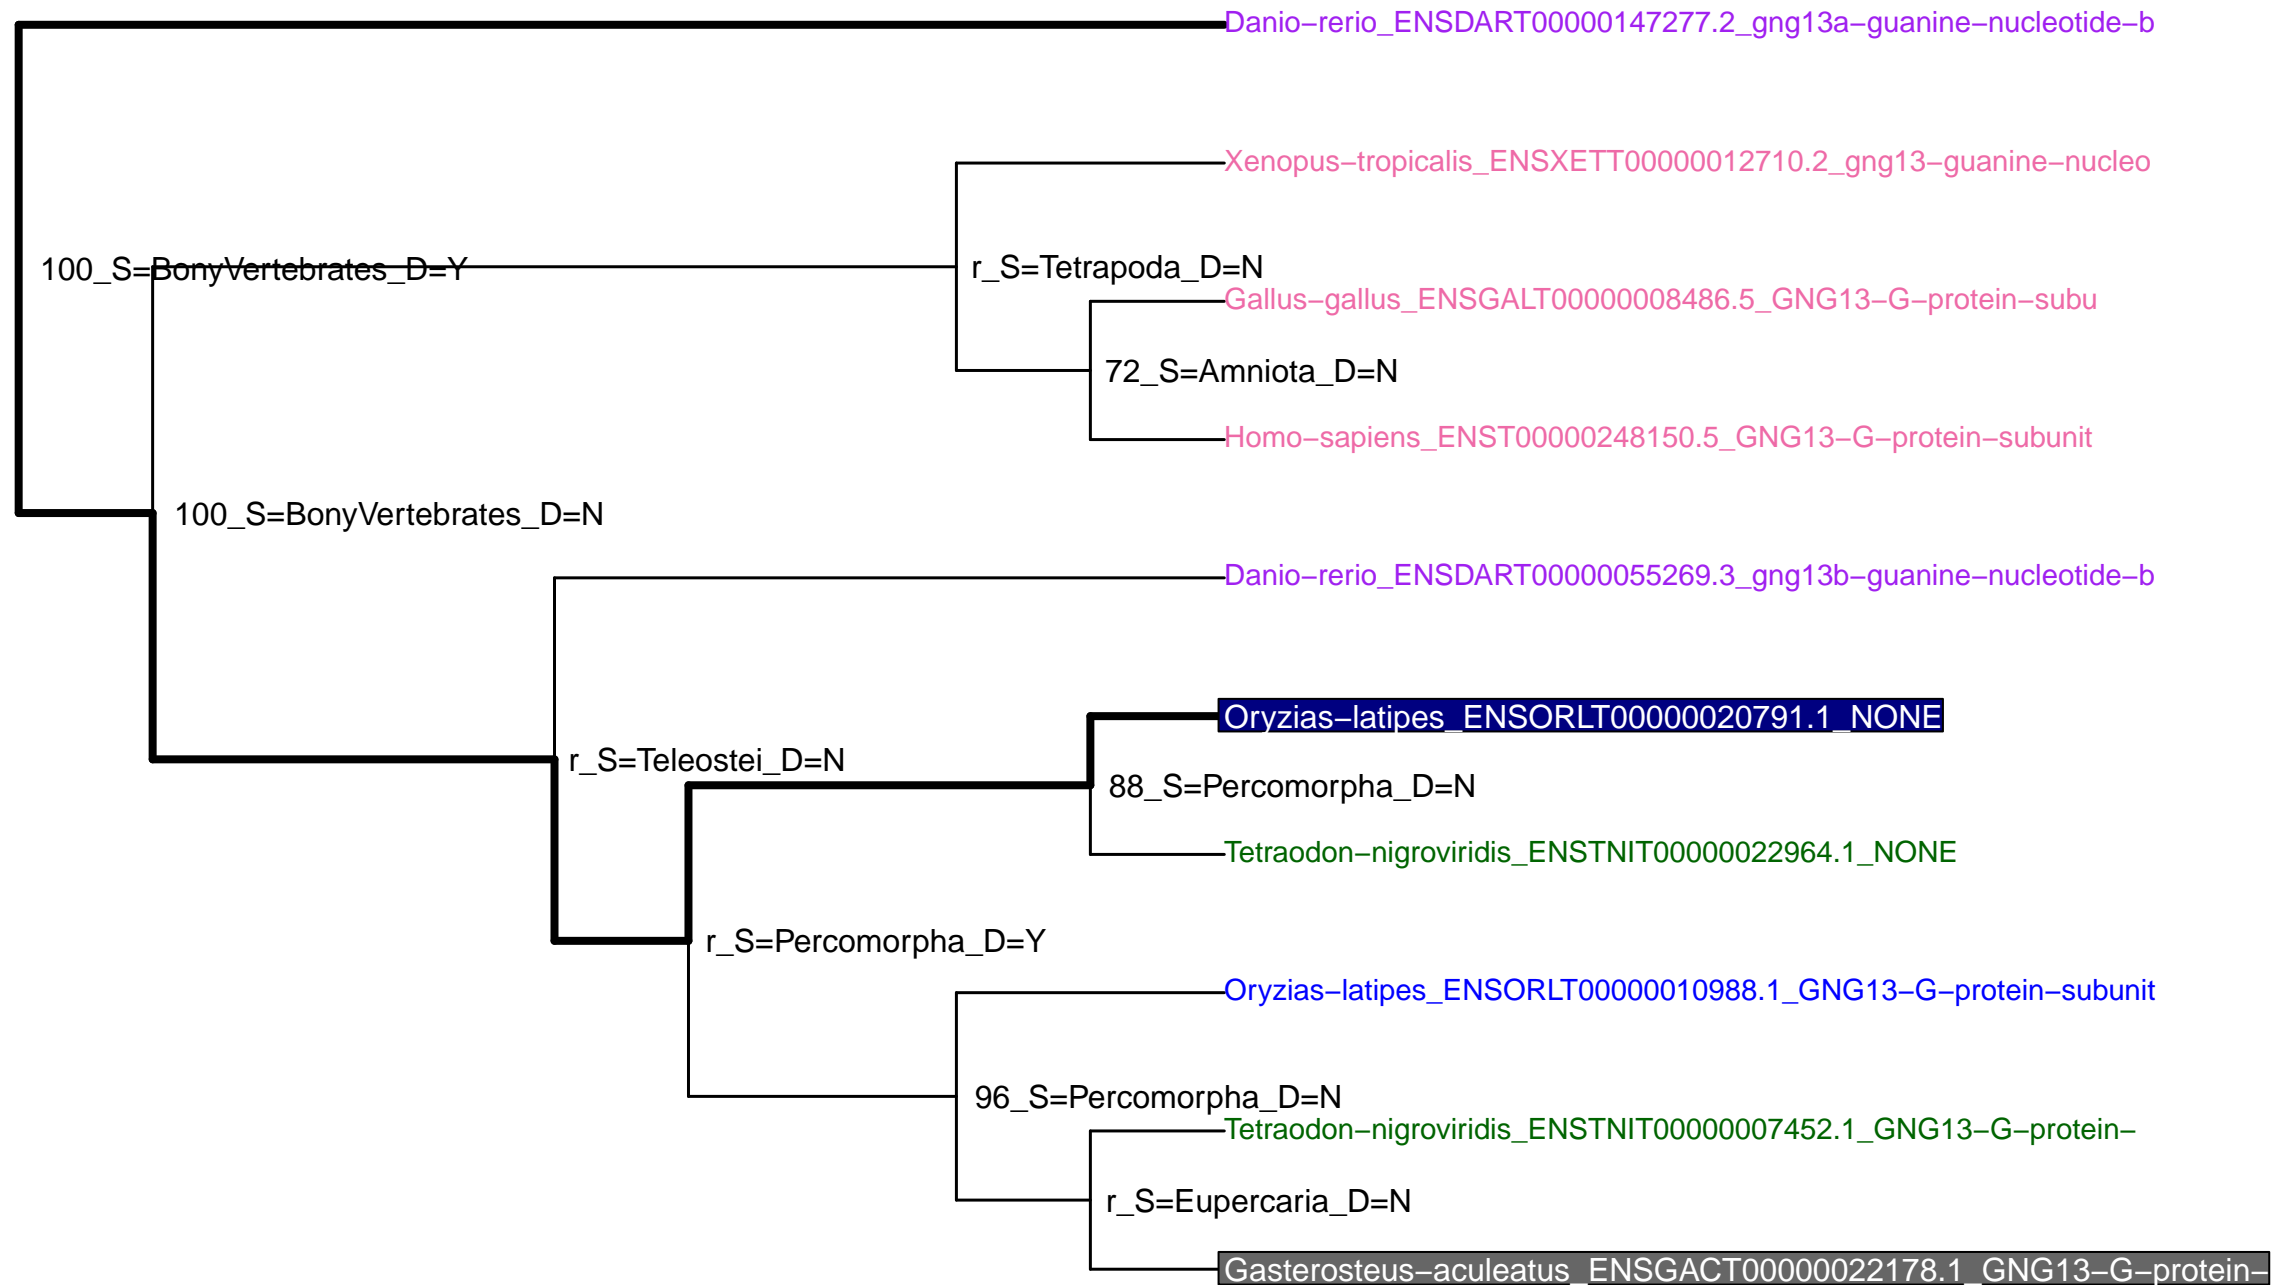 Danio−rerio_ENSDART00000147277.2_gng13a−guanine−nucleotide−b
Xenopus−tropicalis_ENSXETT00000012710.2_gng13−guanine−nucleo
100_S=BonyVertebrates_D=Y
r_S=Tetrapoda_D=N
Gallus−gallus_ENSGALT00000008486.5_GNG13−G−protein−subu
72_S=Amniota_D=N
Homo−sapiens_ENST00000248150.5_GNG13−G−protein−subunit
100_S=BonyVertebrates_D=N
Danio−rerio_ENSDART00000055269.3_gng13b−guanine−nucleotide−b
Oryzias−latipes_ENSORLT00000020791.1_NONE
r_S=Teleostei_D=N
88_S=Percomorpha_D=N
Tetraodon−nigroviridis_ENSTNIT00000022964.1_NONE
r_S=Percomorpha_D=Y
Oryzias−latipes_ENSORLT00000010988.1_GNG13−G−protein−subunit
96_S=Percomorpha_D=N
Tetraodon−nigroviridis_ENSTNIT00000007452.1_GNG13−G−protein−
r_S=Eupercaria_D=N
Gasterosteus−aculeatus_ENSGACT00000022178.1_GNG13−G−protein−